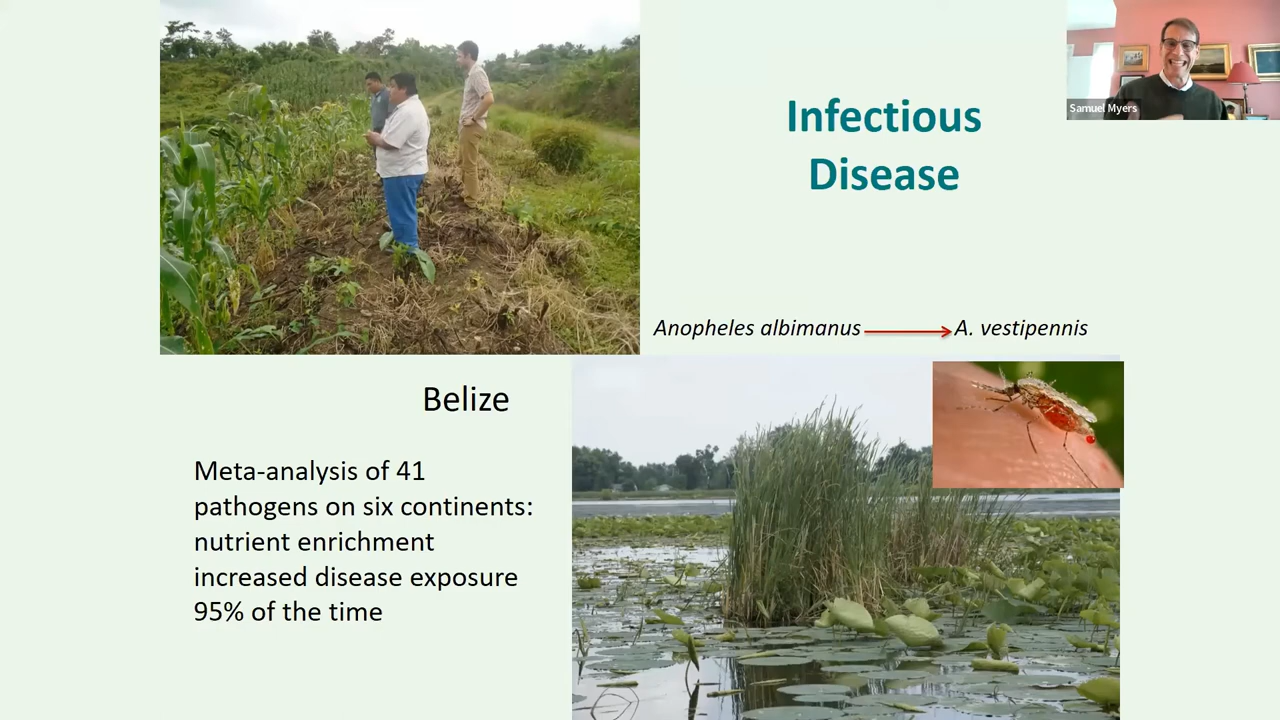 Samuel Myers
Infectious
Disease
Anopheles albimanus
A. vestipennis
Belize
Meta-analysis of 41
pathogens on six continents:
nutrient enrichment
increased disease exposure
95% of the time